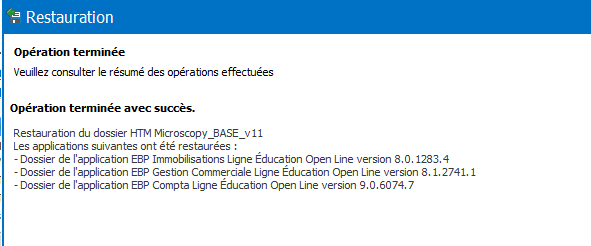 Restauration
Opération terminée
Veuillez consulter le résumé des opérations effectuées
Opération terminée avec succès.
Restauration du dossier HTM Microscopy_BASE_v11
Les applications suivantes ont été restaurées :
- Dossier de l'application EBP Immobilisations Ligne Éducation Open Line version 8.0.1283.4
- Dossier de l'application EBP Gestion Commerciale Ligne Éducation Open Line version 8.1.2741.1
- Dossier de l'application EBP Compta Ligne Éducation Open Line version 9.0.6074.7